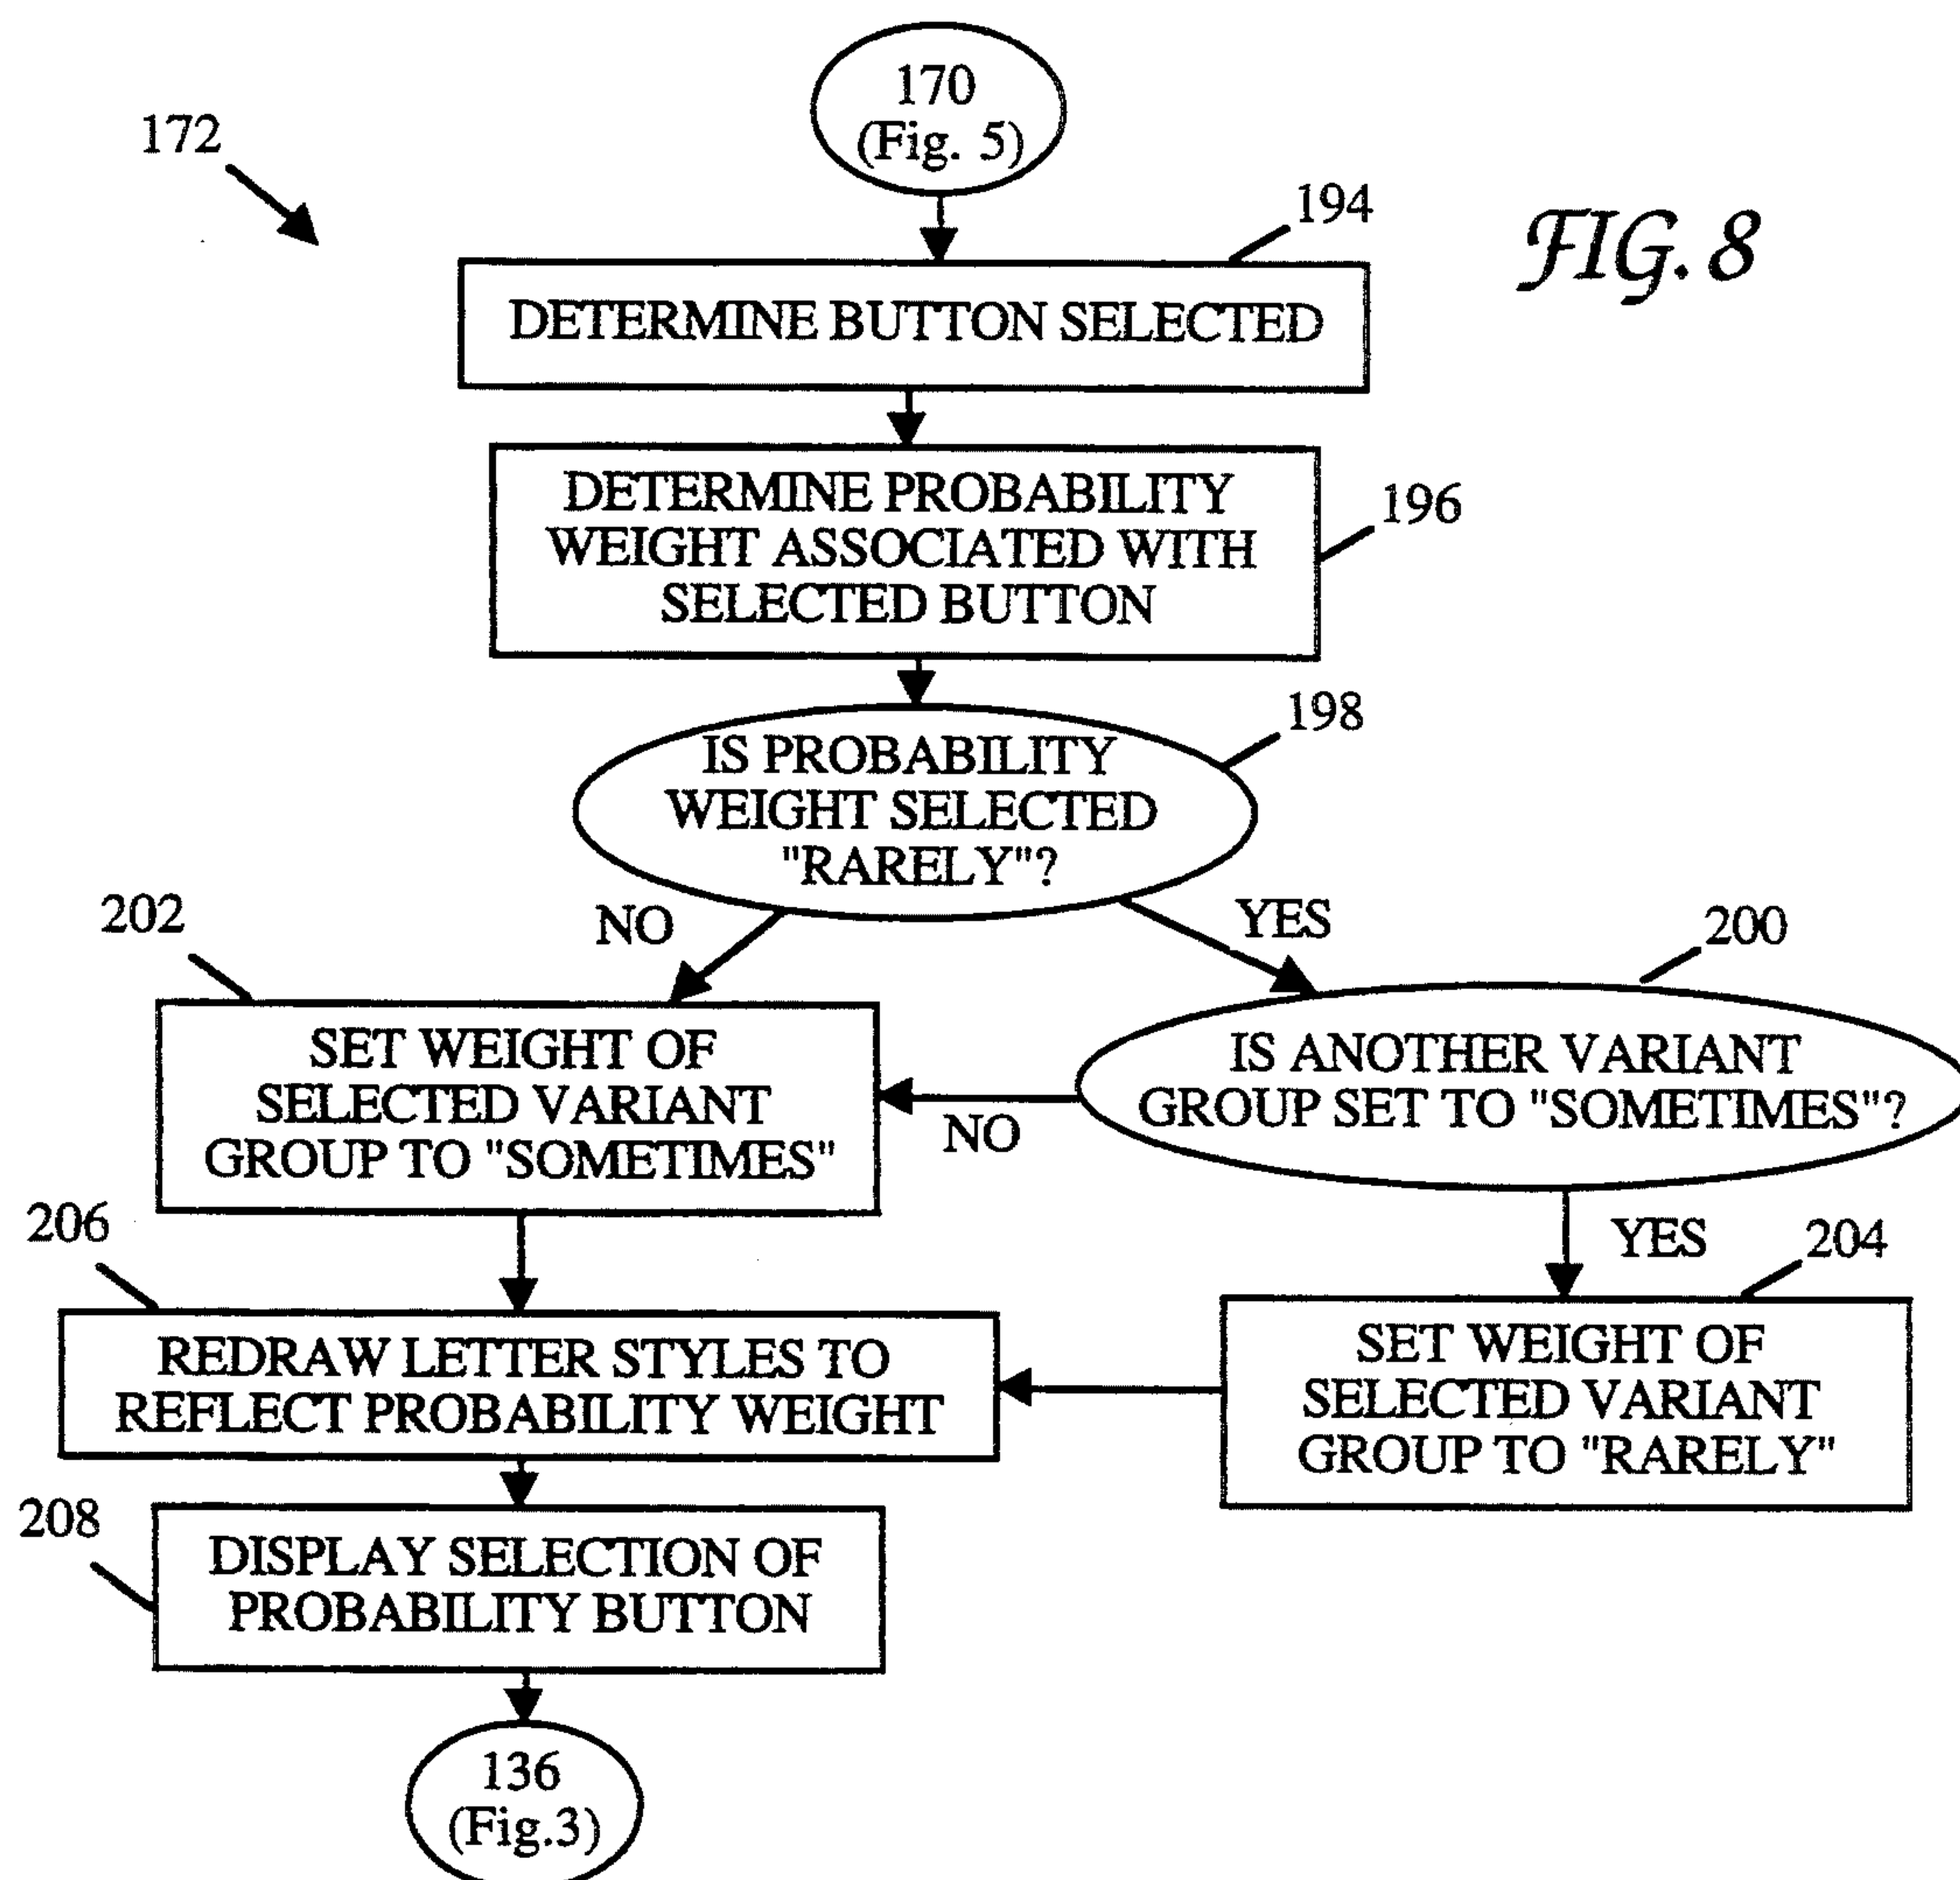 170
(Fig. 5)
172
194
FIG. 8
DETERMINE BUTTON SELECTED
DETERMINE PROBABILITY
WEIGHT ASSOCIATED WITH
SELECTED BUTTON
196
198
IS PROBABILITY
WEIGHT SELECTED
"RARELY"?
202
NO
YES
200
SET WEIGHT OF
SELECTED VARIANT
GROUP TO "SOMETIMES"
IS ANOTHER VARIANT
GROUP SET TO "SOMETIMES"?
NO
206
YES
204
REDRAW LETTER STYLES TO
REFLECT PROBABILITY WEIGHT
SET WEIGHT OF
SELECTED VARIANT
GROUP TO "RARELY"
208
DISPLAY SELECTION OF
PROBABILITY BUTTON
136
(Fig.3)